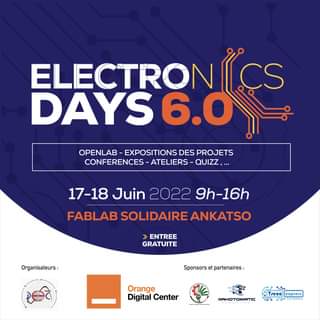 ELECTRONICS
DAYS 6.0
OPENLAB - EXPOSITIONS DES PROJETS
CONFERENCES - ATELIERS - QUIZZ , ...
17-18 Juin 2022 9h-16h
FABLAB SOLIDAIRE ANKATSO
> ENTREE
GRATUITE
Organisateurs :
Sponsors et partenaires :
Orange
Digital Center